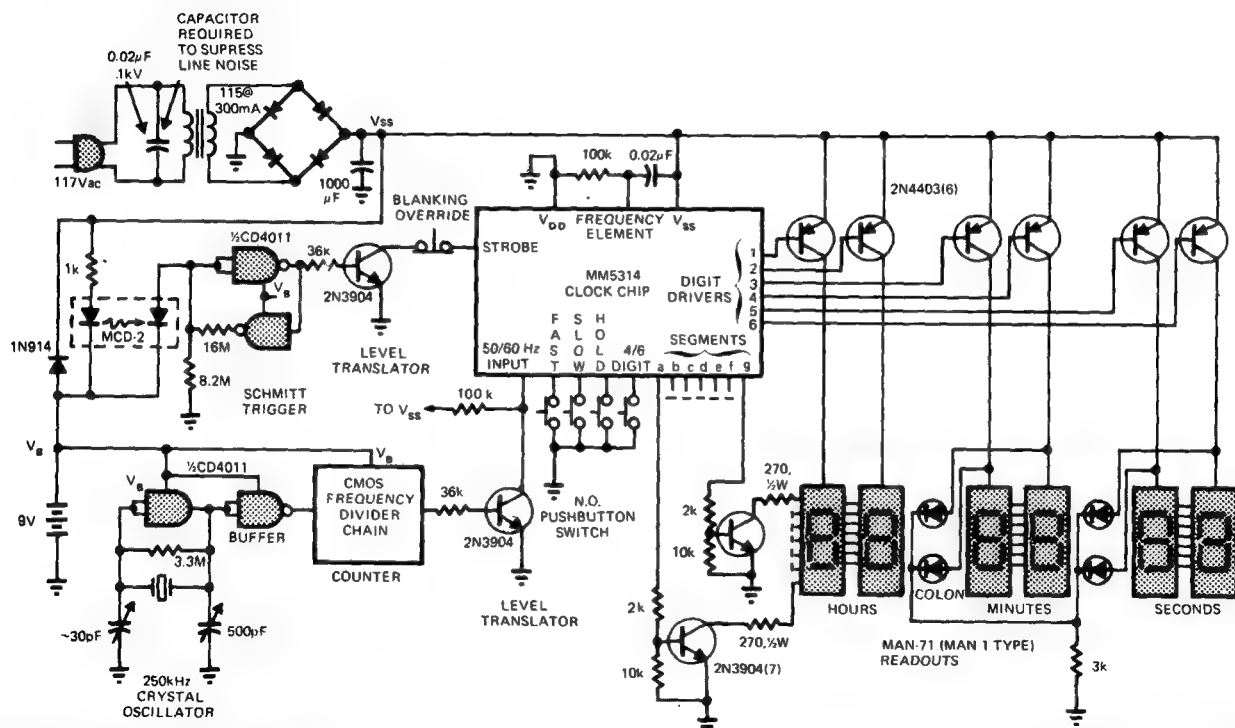 CAPACITOR
REQUIRED
TO SUPRESS
LINE NOISE
0.02µF
.1kV
115@
300mA
117Vac
1000
µF
Vss
100k
0.02µF
BLANKING
OVERRIDE
STROBE
VDD
FREQUENCY
ELEMENT
VSS
MM5314
CLOCK CHIP
DIGIT
DRIVERS
1
2
3
4
5
6
SEGMENTS
a b c d e f g
50/60 Hz
INPUT
FAST
SLOW
HOLD
4/6
DIGIT
2N4403(6)
½CD4011
36k
2N3904
VB
1k
MCD-2
16M
8.2M
1N914
SCHMITT
TRIGGER
LEVEL
TRANSLATOR
TO VSS
100 k
VB
9V
½CD4011
VB
BUFFER
3.3M
~30pF
500pF
250kHz
CRYSTAL
OSCILLATOR
VB
CMOS
FREQUENCY
DIVIDER
CHAIN
COUNTER
36k
2N3904
LEVEL
TRANSLATOR
N.O.
PUSHBUTTON
SWITCH
2k
10k
270,
½W
2k
10k
270,½W
2N3904(7)
HOURS
COLON
MINUTES
SECONDS
MAN-71 (MAN 1 TYPE)
READOUTS
3k